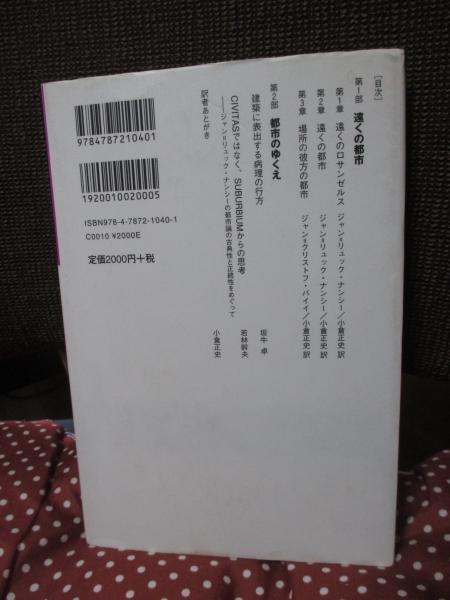 [目次]
第1部 遠くの都市
第1章 遠くのロサンゼルス ジャン=リュック・ナンシー/小倉正史訳
第2章 遠くの都市 ジャン=リュック・ナンシー/小倉正史訳
第3章 場所の彼方の都市 ジャン=クリストフ・バイイ/小倉正史訳
第2部 都市のゆくえ
建築に表出する病理の行方 坂牛 卓
CIVITASではなく、SUBURBIUMからの思考
――ジャン=リュック・ナンシーの都市論の古典性と正統性をめぐって 若林幹夫
訳者あとがき 小倉正史
9784787210401
1920010020005
ISBN978-4-7872-1040-1
C0010 ¥2000E
定価2000円+税